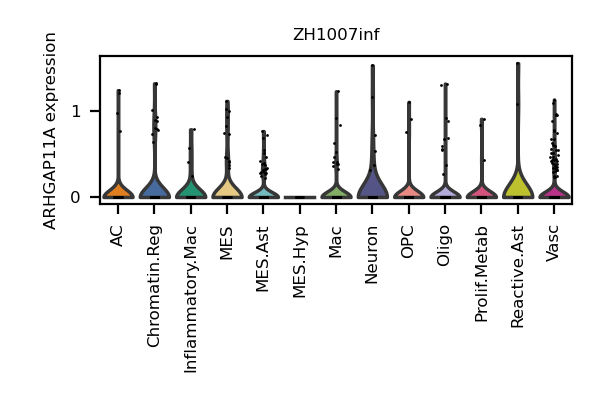 ZH1007inf
ARHGAP11A expression
1
0
AC
Chromatin.Reg
Inflammatory.Mac
MES
MES.Ast
MES.Hyp
Mac
Neuron
OPC
Oligo
Prolif.Metab
Reactive.Ast
Vasc